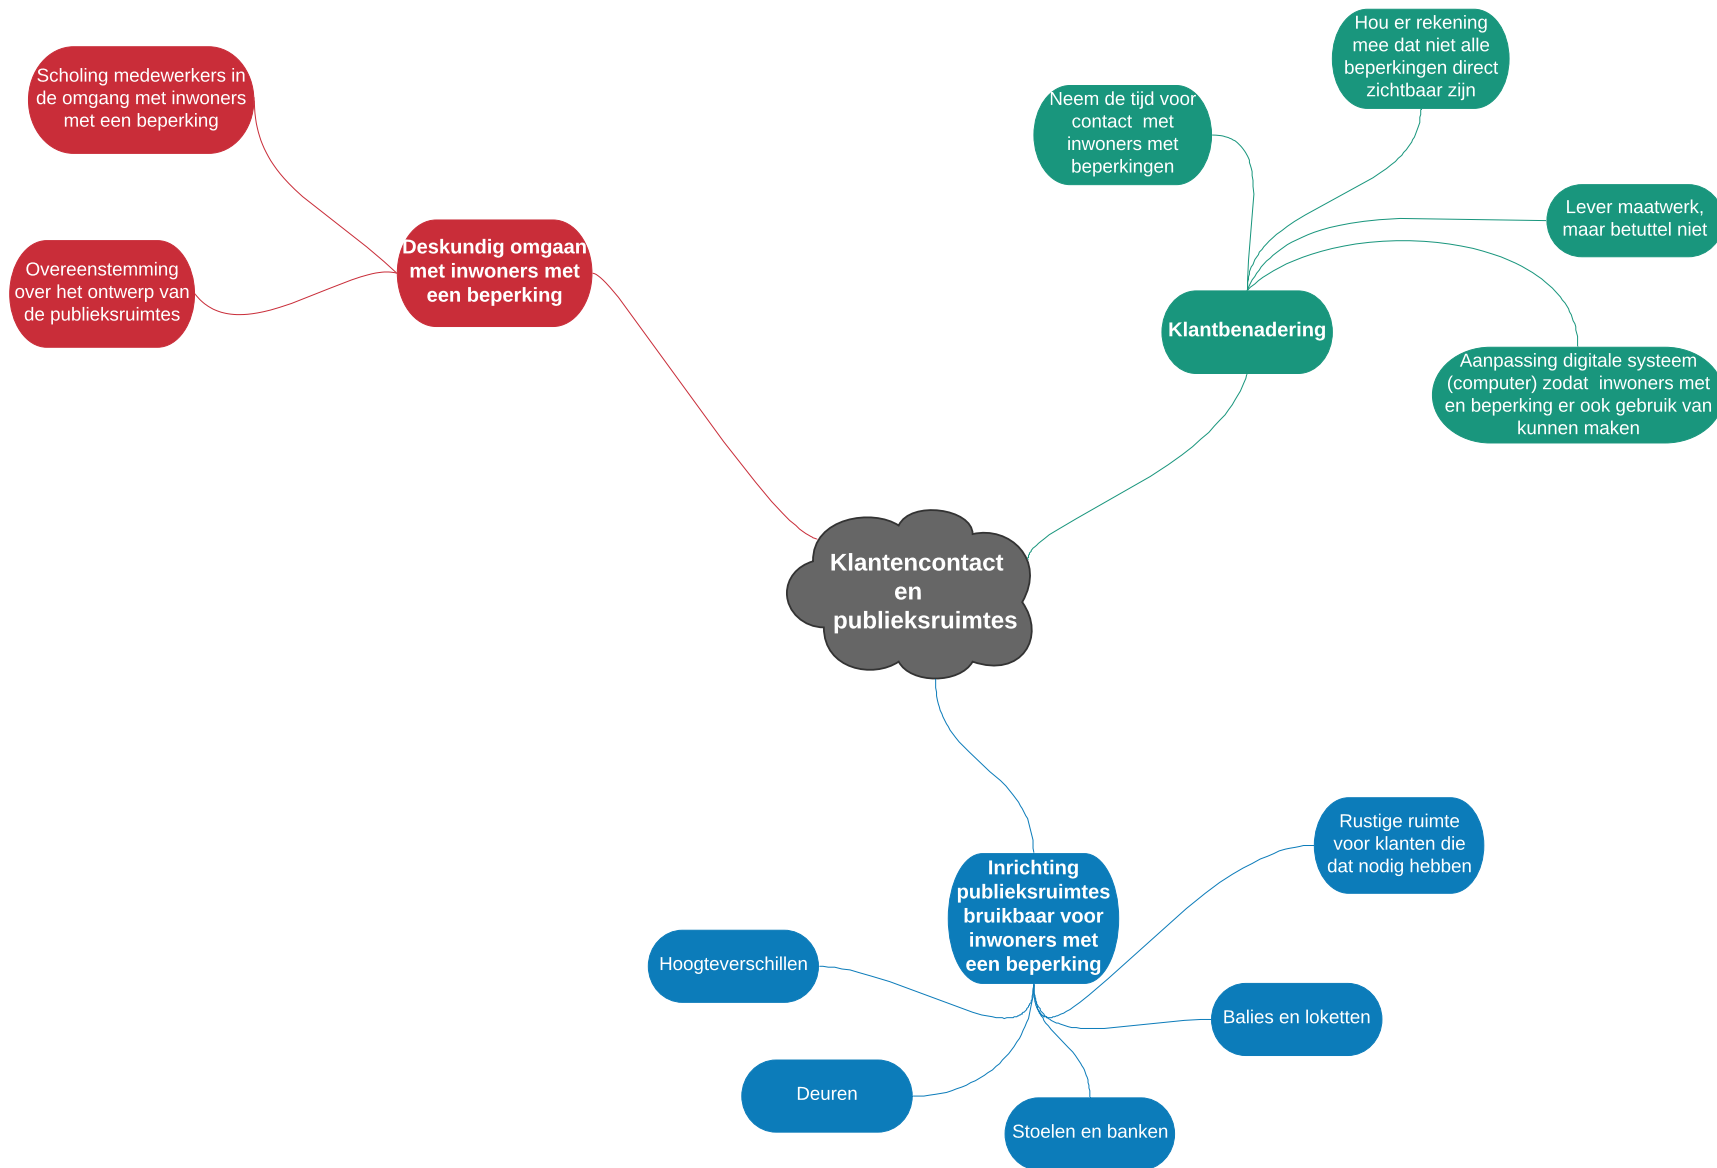 Scholing medewerkers in
de omgang met inwoners
met een beperking
Overeenstemming
over het ontwerp van
de publieksruimtes
Deskundig omgaan
met inwoners met
een beperking
Neem de tijd voor
contact  met
inwoners met
beperkingen
Hou er rekening
mee dat niet alle
beperkingen direct
zichtbaar zijn
Lever maatwerk,
maar betuttel niet
Klantbenadering
Aanpassing digitale systeem
(computer) zodat  inwoners met
en beperking er ook gebruik van
kunnen maken
Klantencontact
en
publieksruimtes
Inrichting
publieksruimtes
bruikbaar voor
inwoners met
een beperking
Rustige ruimte
voor klanten die
dat nodig hebben
Hoogteverschillen
Balies en loketten
Deuren
Stoelen en banken